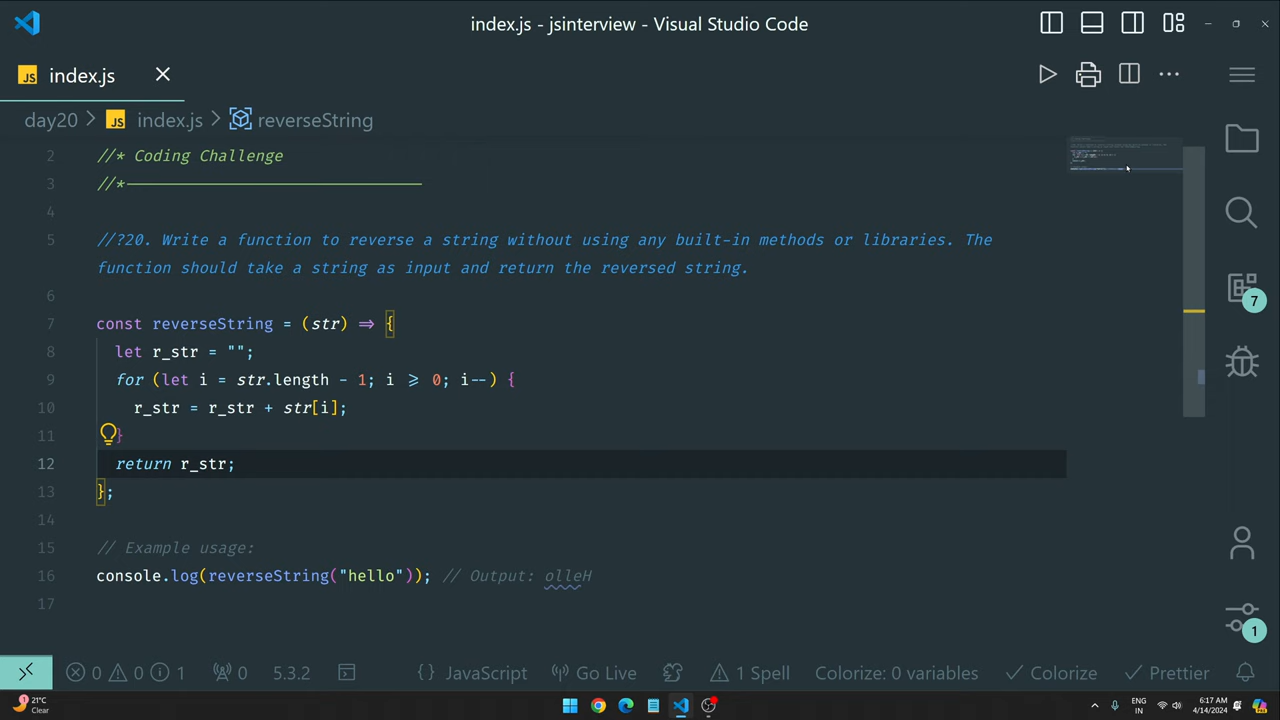 index.js - jsinterview - Visual Studio Code
JS index.js
day20 > JS index.js > reverseString
2 //* Coding Challenge
3 //*
4
5 //?20. Write a function to reverse a string without using any built-in methods or libraries. The
function should take a string as input and return the reversed string.
6
7 const reverseString = (str) => {
8 let r_str = "";
9 for (let i = str.length - 1; i >= 0; i--) {
10 r_str = r_str + str[i];
11 }
12 return r_str;
13 };
14
15 // Example usage:
16 console.log(reverseString("hello")); // Output: olleH
17
7
1
0 0 1 0 5.3.2 {} JavaScript Go Live 1 Spell Colorize: 0 variables Colorize Prettier
1 21°C
Clear
ENG
IN
6:17 AM
4/14/2024